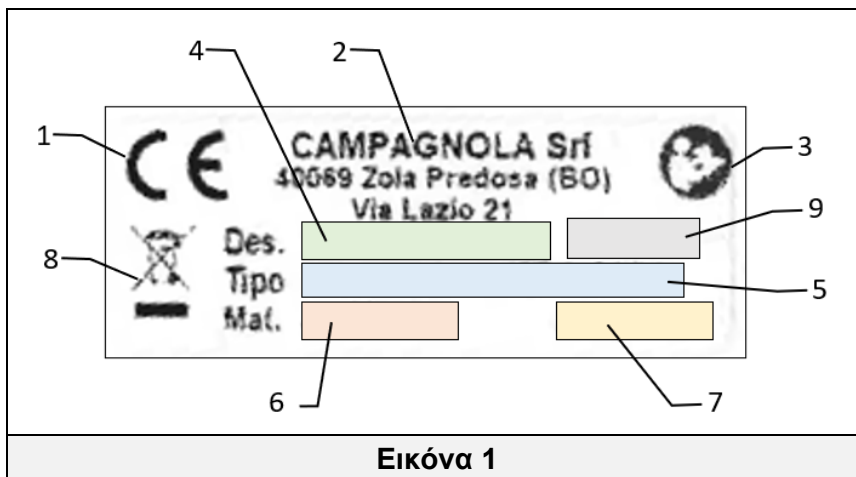 4
2
1
CE
CAMPAGNOLA Srl
3
40069 Zola Predosa (BO)
Via Lazio 21
9
8
Des.
Tipo
5
Mat.
6
7
Εικόνα 1